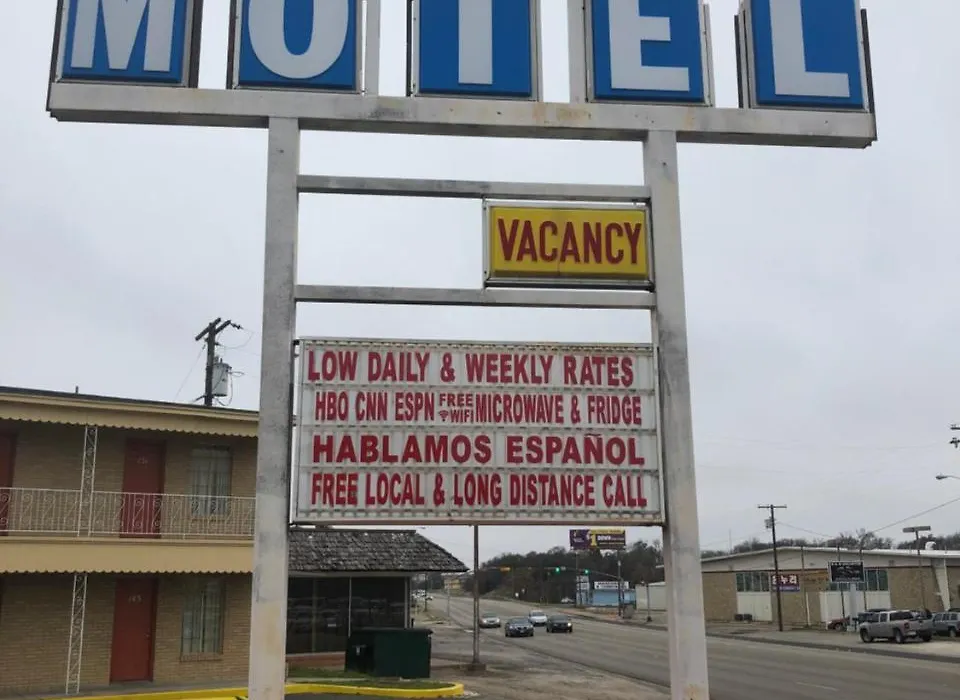 MOTEL
VACANCY
LOW DAILY & WEEKLY RATES
HBO CNN ESPN FREE WIFI MICROWAVE & FRIDGE
HABLAMOS ESPAÑOL
FREE LOCAL & LONG DISTANCE CALL